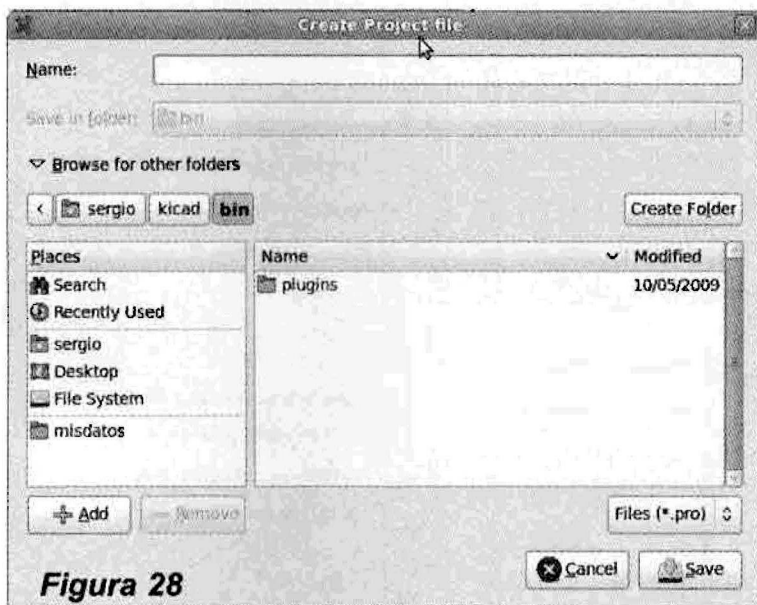 Create Project file
Name:
Save in folder: bin
Browse for other folders
< sergio kicad bin Create Folder
Places Name Modified
Search plugins 10/05/2009
Recently Used
sergio
Desktop
File System
misdatos
Add Remove Files (*.pro)
Cancel Save
Figura 28